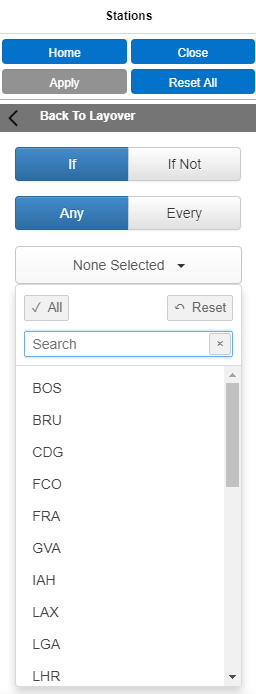 Stations
Home
Close
Apply
Reset All
Back To Layover
If
If Not
Any
Every
None Selected
All
Reset
Search
BOS
BRU
CDG
FCO
FRA
GVA
IAH
LAX
LGA
LHR